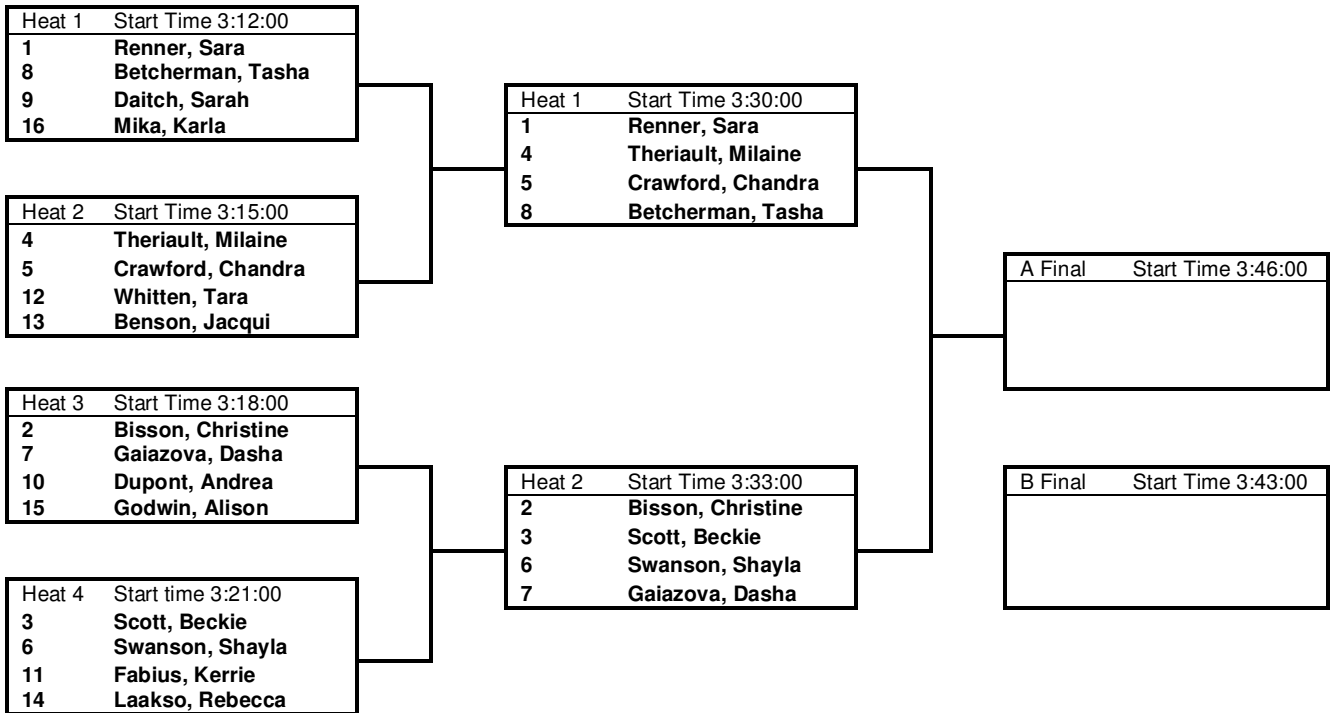 Heat 1 Start Time 3:12:00
1 Renner, Sara
8 Betcherman, Tasha
9 Daitch, Sarah
16 Mika, Karla
Heat 2 Start Time 3:15:00
4 Theriault, Milaine
5 Crawford, Chandra
12 Whitten, Tara
13 Benson, Jacqui
Heat 3 Start Time 3:18:00
2 Bisson, Christine
7 Gaiazova, Dasha
10 Dupont, Andrea
15 Godwin, Alison
Heat 4 Start time 3:21:00
3 Scott, Beckie
6 Swanson, Shayla
11 Fabius, Kerrie
14 Laakso, Rebecca
Heat 1 Start Time 3:30:00
1 Renner, Sara
4 Theriault, Milaine
5 Crawford, Chandra
8 Betcherman, Tasha
Heat 2 Start Time 3:33:00
2 Bisson, Christine
3 Scott, Beckie
6 Swanson, Shayla
7 Gaiazova, Dasha
A Final Start Time 3:46:00
B Final Start Time 3:43:00